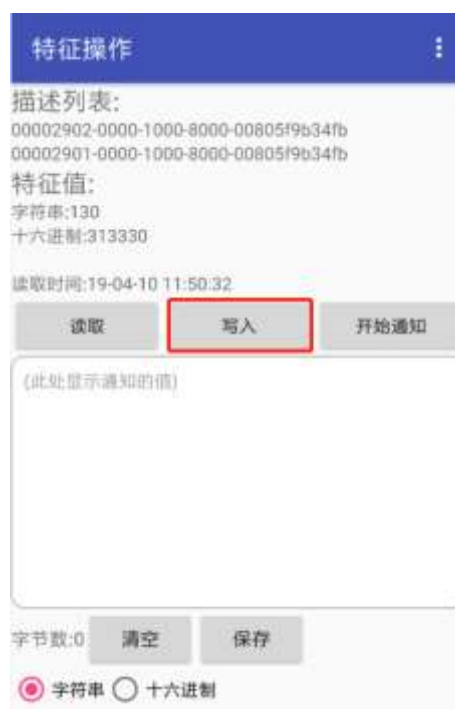 特征操作
描述列表:
00002902-0000-1000-8000-00805f9b34fb
00002901-0000-1000-8000-00805f9b34fb
特征值:
字符串:130
十六进制:313330
读取时间:19-04-10 11:50:32
读取 写入 开始通知
(此处显示通知的值)
字节数:0 清空 保存
字符串 十六进制